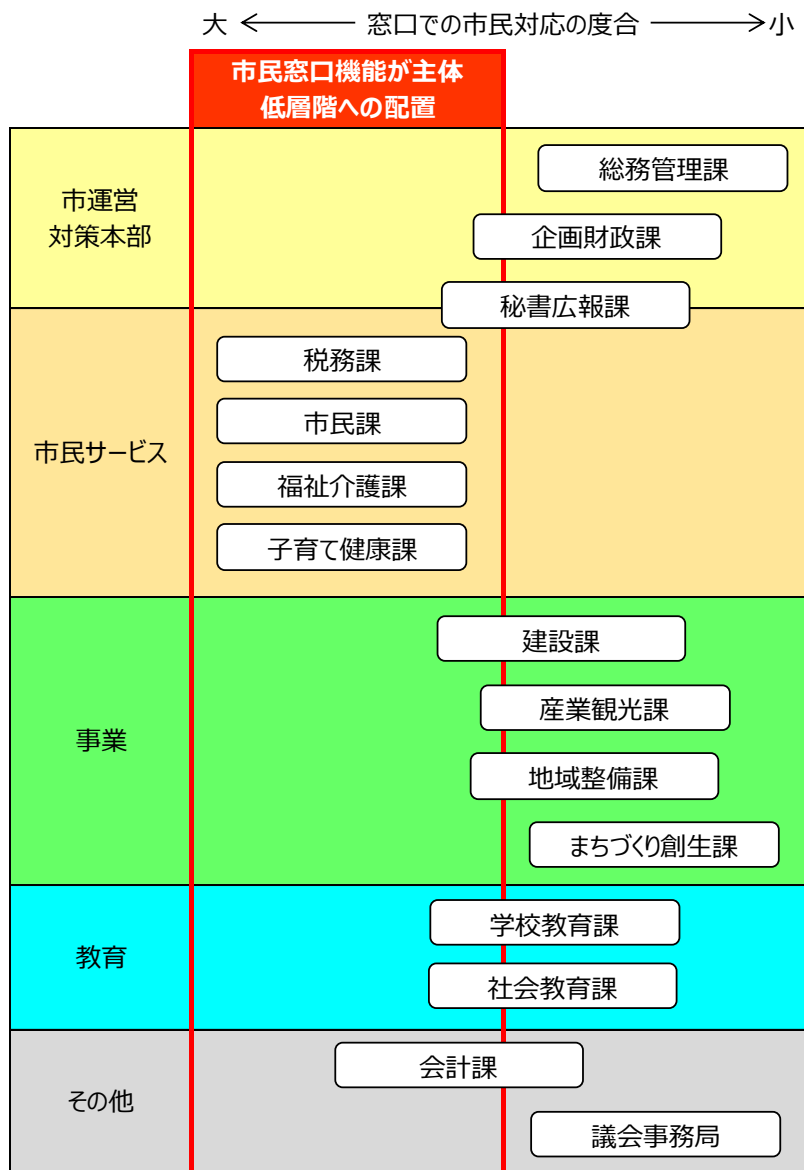 大 窓口での市民対応の度合 小
市民窓口機能が主体
低層階への配置
市運営
対策本部
総務管理課
企画財政課
秘書広報課
市民サービス
税務課
市民課
福祉介護課
子育て健康課
事業
建設課
産業観光課
地域整備課
まちづくり創生課
教育
学校教育課
社会教育課
その他
会計課
議会事務局